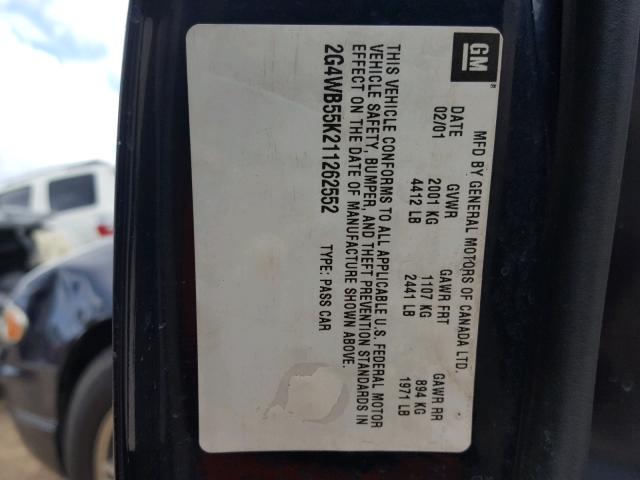 GM
®
MFD BY GENERAL MOTORS OF CANADA LTD.
DATE GVWR GAWR FRT GAWR RR
02/01 2001 KG 1107 KG 894 KG
4412 LB 2441 LB 1971 LB
THIS VEHICLE CONFORMS TO ALL APPLICABLE U.S. FEDERAL MOTOR
VEHICLE SAFETY, BUMPER, AND THEFT PREVENTION STANDARDS IN
EFFECT ON THE DATE OF MANUFACTURE SHOWN ABOVE.
2G4WB55K211262552 TYPE: PASS CAR